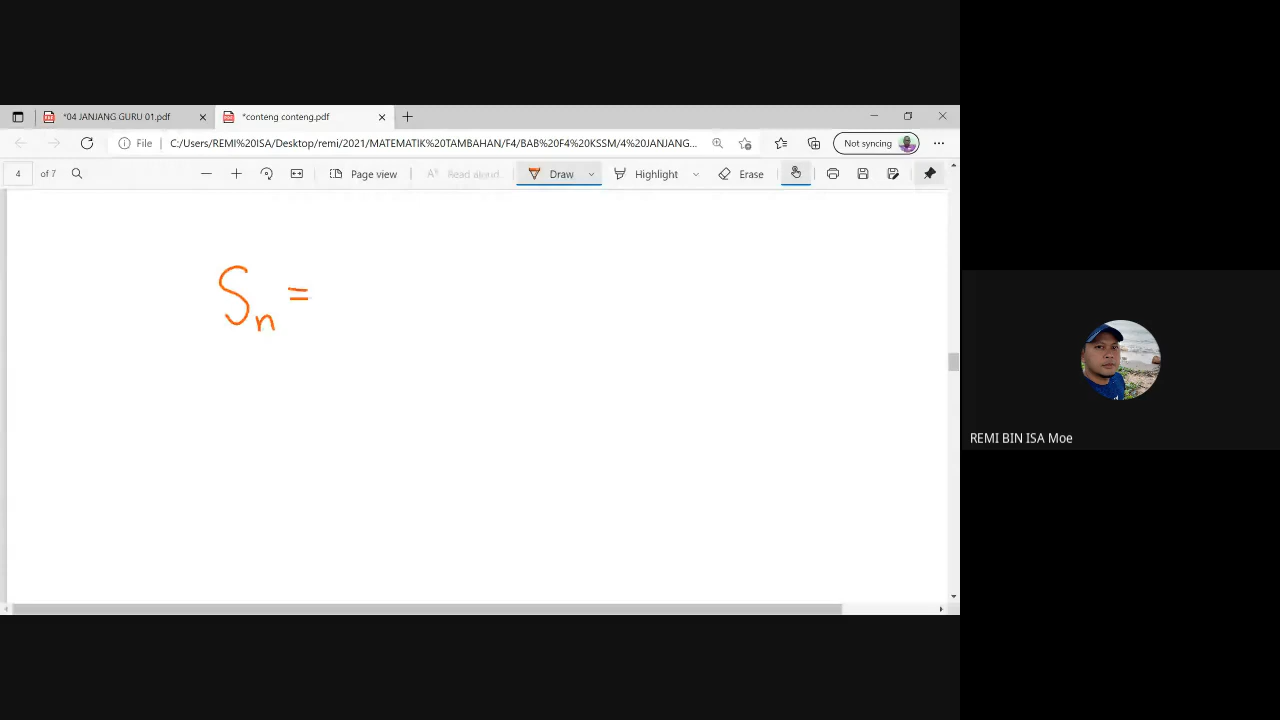 *04 JANJANG GURU 01.pdf
*conteng conteng.pdf
File
C:/Users/REMI%20ISA/Desktop/remi/2021/MATEMATIK%20TAMBAHAN/F4/BAB%20F4%20KSSM/4%20JANJANG...
Not syncing
4 of 7
Page view
Read aloud
Draw
Highlight
Erase
Sn =
REMI BIN ISA Moe